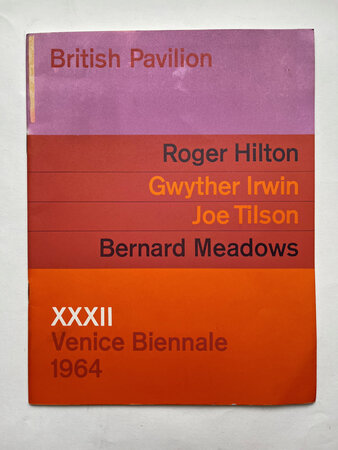 British Pavilion
Roger Hilton
Gwyther Irwin
Joe Tilson
Bernard Meadows
XXXII
Venice Biennale
1964